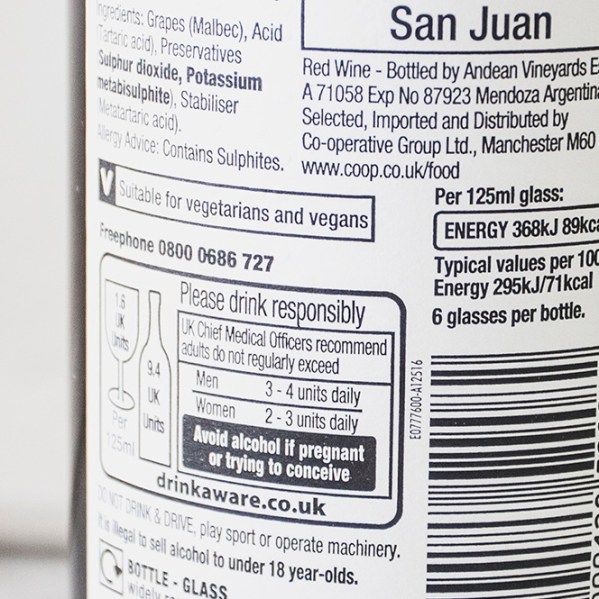 Ingredients: Grapes (Malbec), Acid
Tartaric acid), Preservatives
Sulphur dioxide, Potassium
metabisulphite), Stabiliser
Metatartaric acid).
Allergy Advice: Contains Sulphites.
V Suitable for vegetarians and vegans
Freephone 0800 0686 727
San Juan
Red Wine - Bottled by Andean Vineyards
A 71058 Exp No 87923 Mendoza Argentina
Selected, Imported and Distributed by
Co-operative Group Ltd., Manchester M60
www.coop.co.uk/food
Per 125ml glass:
ENERGY 368kJ 89kca
Typical values per 100
Energy 295kJ/71kcal
6 glasses per bottle.
1.6
UK
Units
Per
125ml
9.4
UK
Units
Please drink responsibly
UK Chief Medical Officers recommend
adults do not regularly exceed
Men 3 - 4 units daily
Women 2 - 3 units daily
Avoid alcohol if pregnant
or trying to conceive
drinkaware.co.uk
DO NOT DRINK & DRIVE, play sport or operate machinery.
It is illegal to sell alcohol to under 18 year-olds.
BOTTLE - GLASS
widely
E0777600-A12S16